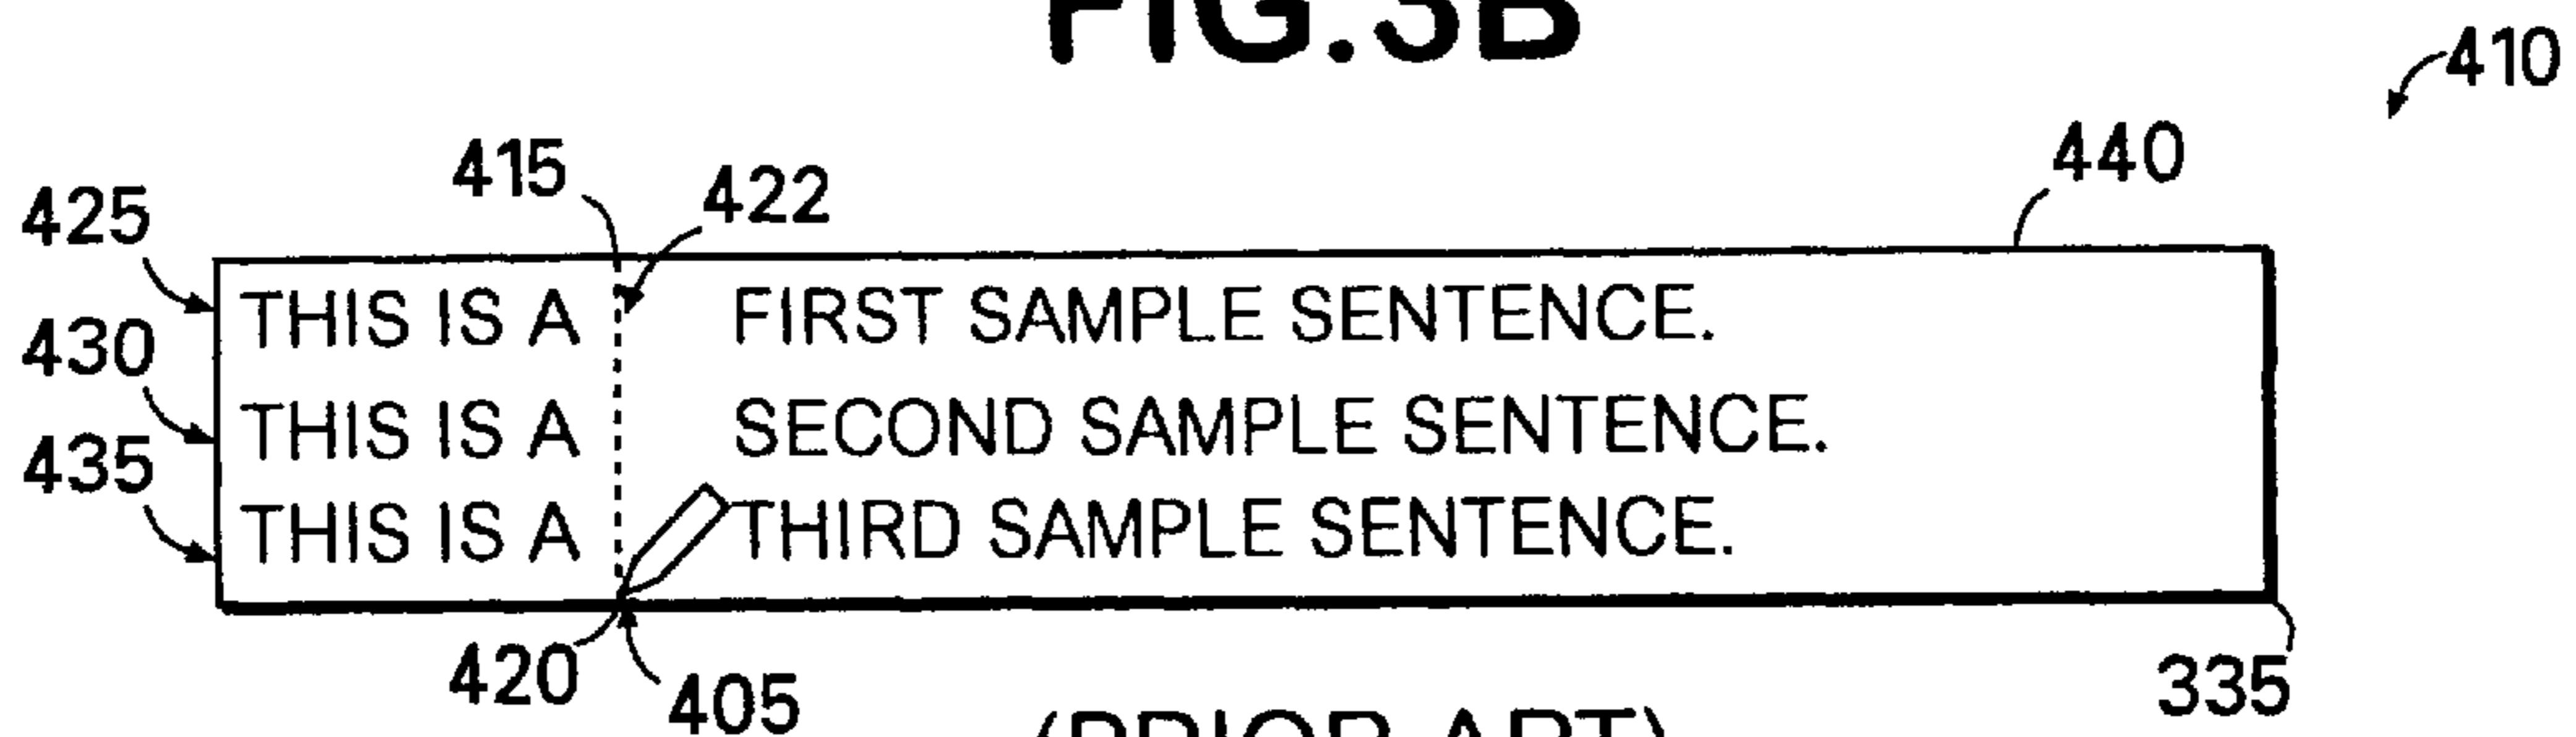 FIG.3B
410
415
422
440
425
THIS IS A FIRST SAMPLE SENTENCE.
430
THIS IS A SECOND SAMPLE SENTENCE.
435
THIS IS A THIRD SAMPLE SENTENCE.
420
405
335
(PRIOR ART)